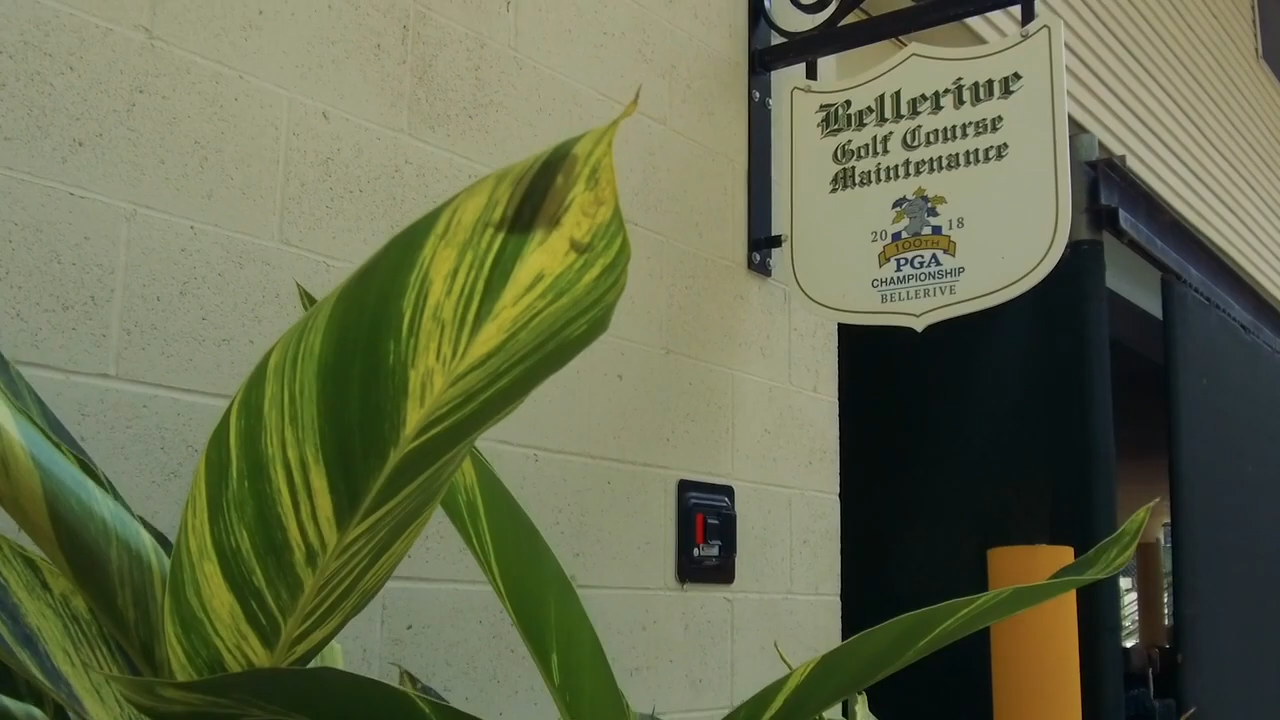 Bellerive
Golf Course
Maintenance
20 18
100TH
PGA
CHAMPIONSHIP
BELLERIVE